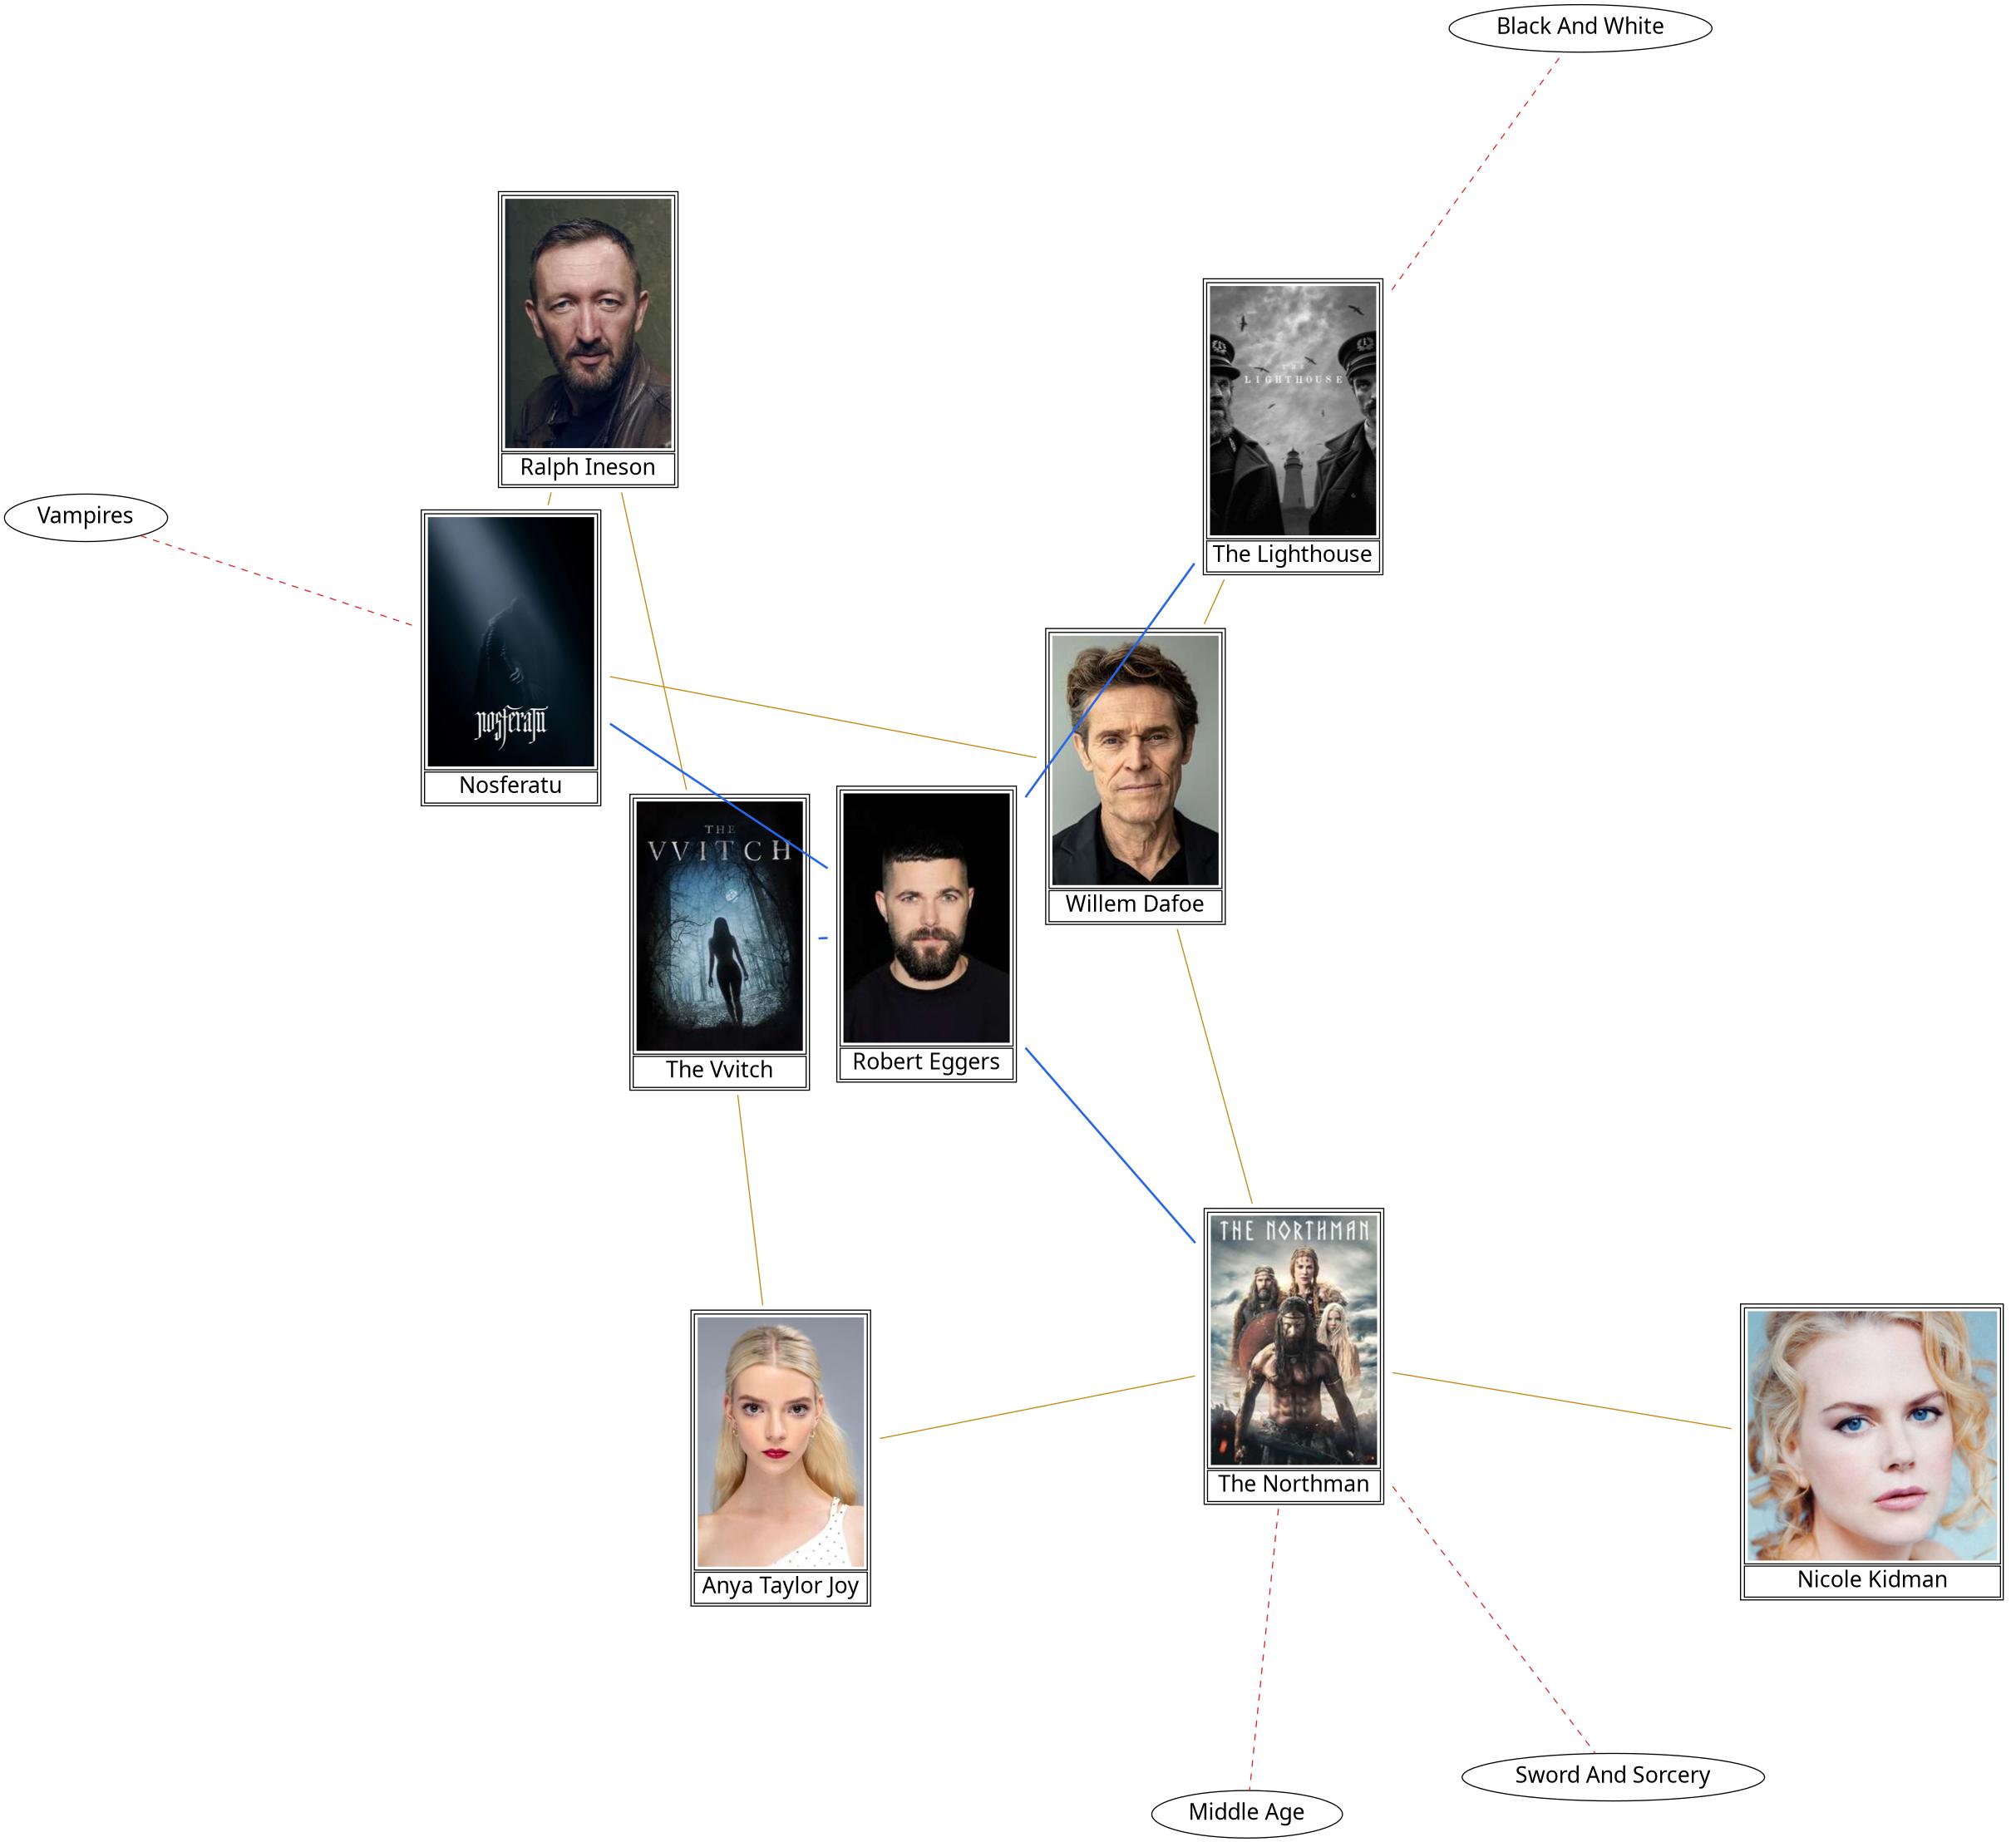 Black And White
Ralph Ineson
THE
LIGHTHOUSE
The Lighthouse
Vampires
nosferatu
Nosferatu
THE
VVITCH
The Vvitch
Willem Dafoe
Robert Eggers
THE NORTHMAN
The Northman
Anya Taylor Joy
Nicole Kidman
Sword And Sorcery
Middle Age